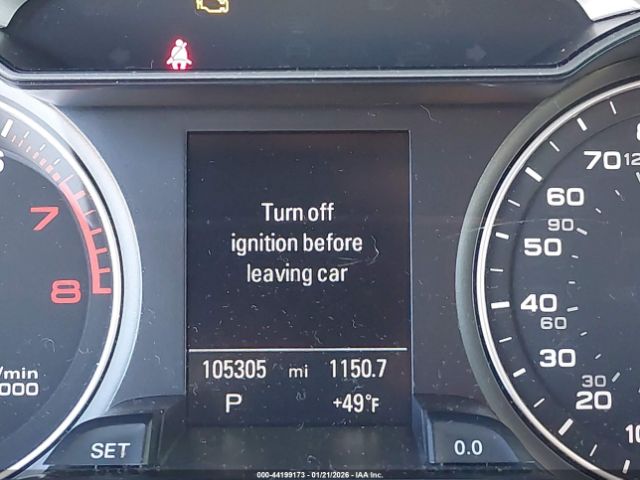 Turn off
ignition before
leaving car
105305 mi 1150.7
P +49°F
SET
0.0
7
8
/min
000
70
60
90
50
40
60
30
30
20
10
000-44199173 - 01/21/2026 - IAA Inc.